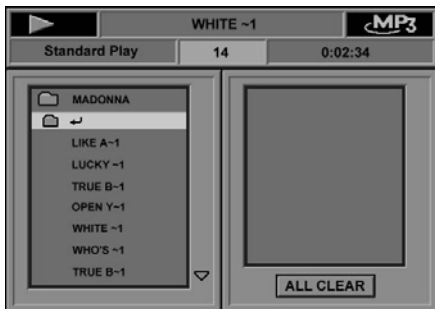 WHITE ~1
MP3
Standard Play
14
0:02:34
MADONNA
LIKE A~1
LUCKY ~1
TRUE B~1
OPEN Y~1
WHITE ~1
WHO'S ~1
TRUE B~1
ALL CLEAR